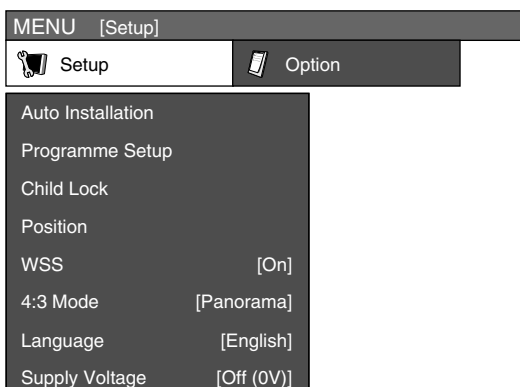 MENU [Setup]
Setup Option
Auto Installation
Programme Setup
Child Lock
Position
WSS [On]
4:3 Mode [Panorama]
Language [English]
Supply Voltage [Off (0V)]